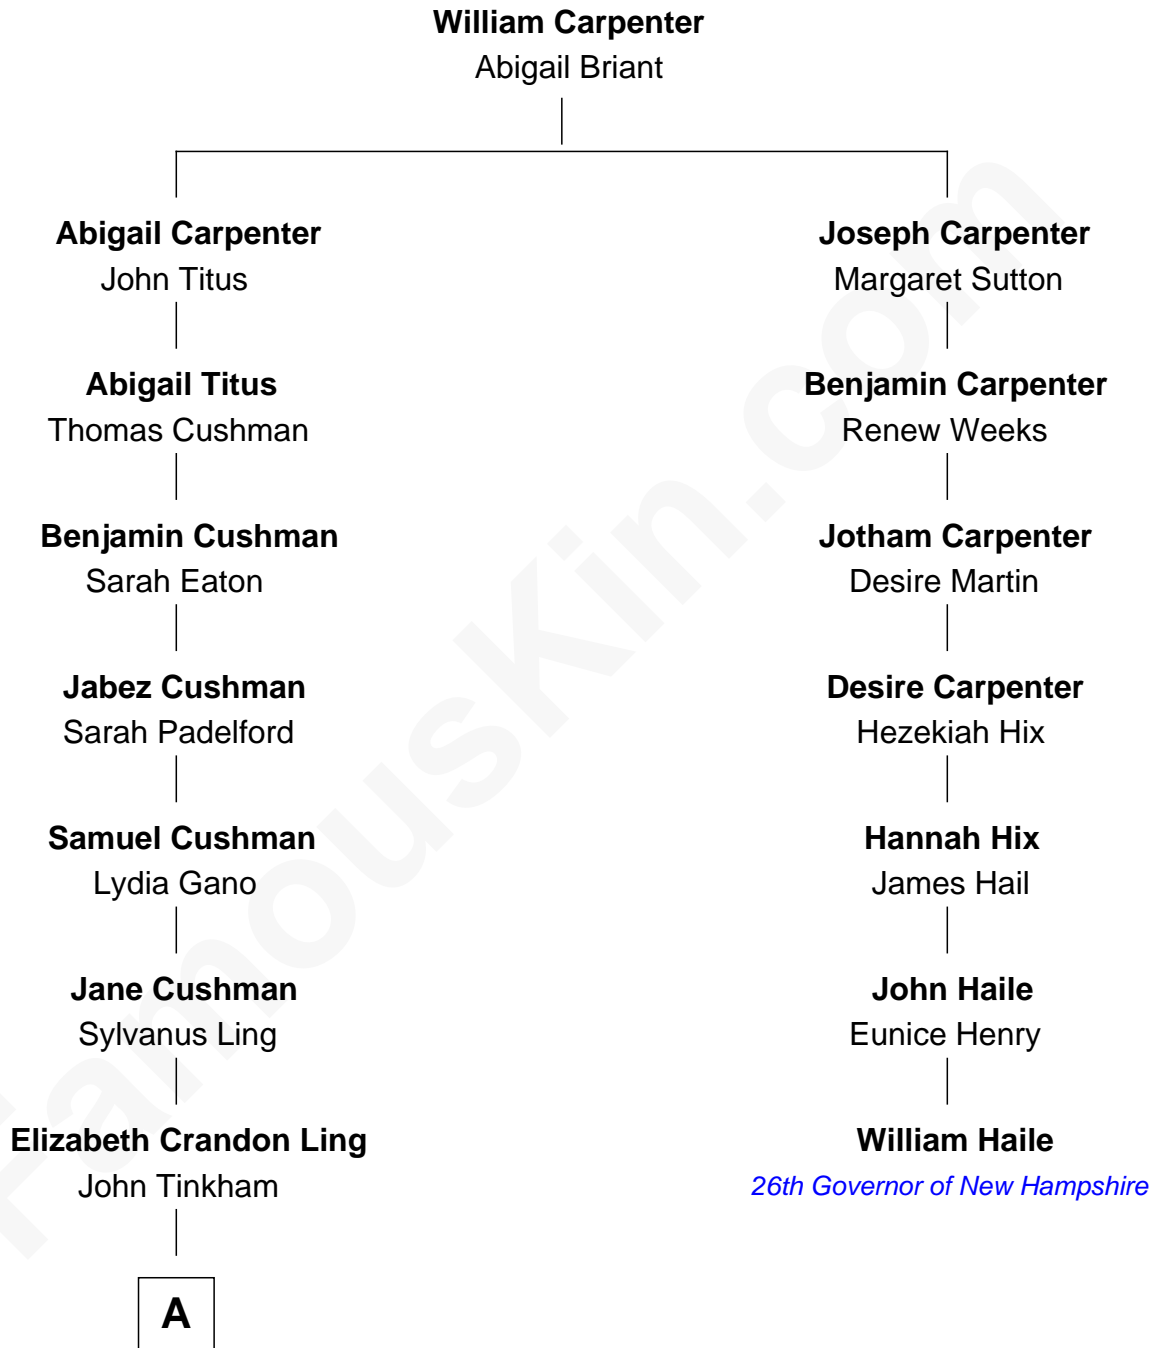 William Carpenter
Abigail Briant
Abigail Carpenter
John Titus
Joseph Carpenter
Margaret Sutton
Abigail Titus
Thomas Cushman
Benjamin Carpenter
Renew Weeks
Benjamin Cushman
Sarah Eaton
Jotham Carpenter
Desire Martin
Jabez Cushman
Sarah Padelford
Desire Carpenter
Hezekiah Hix
Samuel Cushman
Lydia Gano
Hannah Hix
James Hail
Jane Cushman
Sylvanus Ling
John Haile
Eunice Henry
Elizabeth Crandon Ling
John Tinkham
William Haile
26th Governor of New Hampshire
A
FamousKin.com